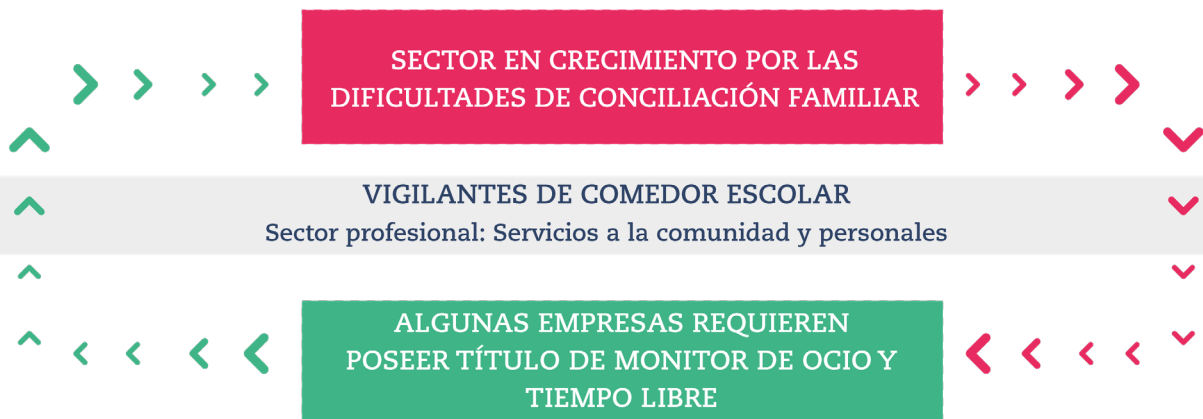 SECTOR EN CRECIMIENTO POR LAS
DIFICULTADES DE CONCILIACIÓN FAMILIAR
VIGILANTES DE COMEDOR ESCOLAR
Sector profesional: Servicios a la comunidad y personales
ALGUNAS EMPRESAS REQUIEREN
POSEER TÍTULO DE MONITOR DE OCIO Y
TIEMPO LIBRE